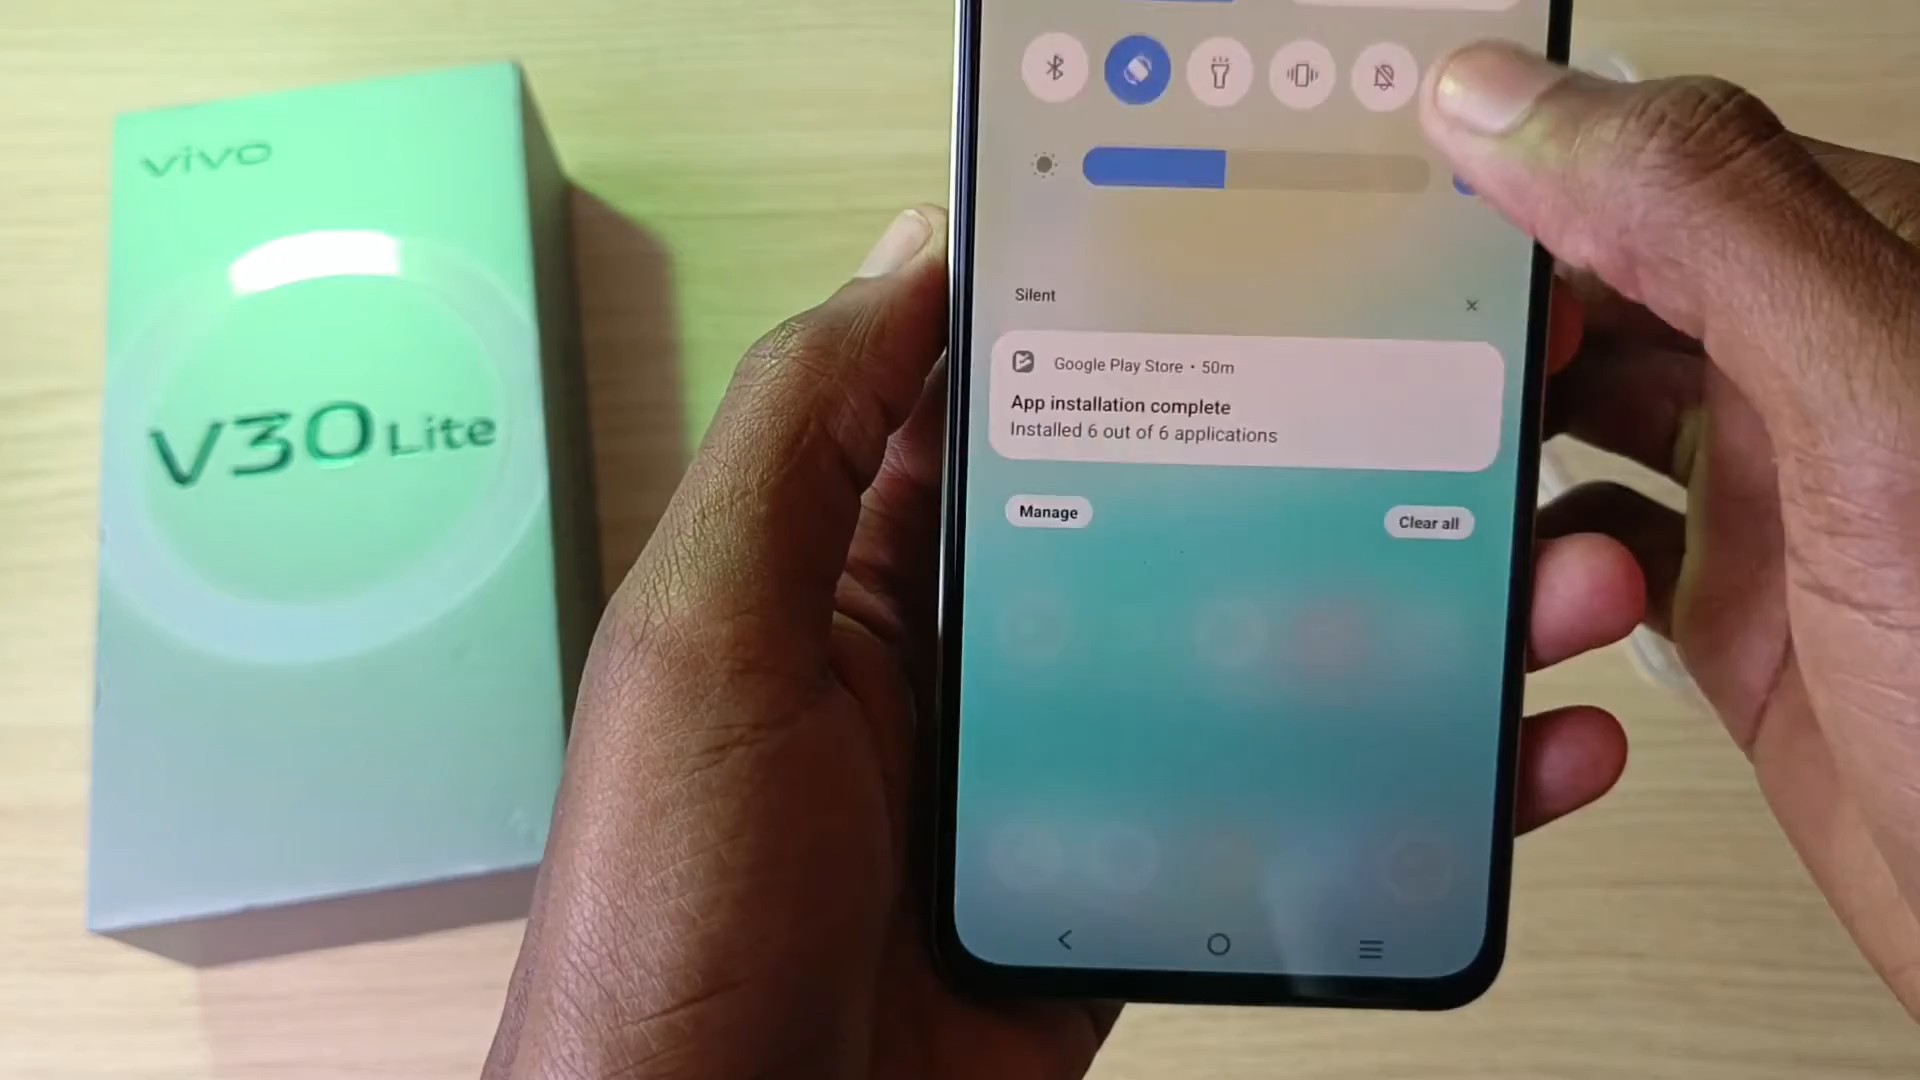 vivo
V30 Lite
Silent
Google Play Store • 50m
App installation complete
Installed 6 out of 6 applications
Manage
Clear all